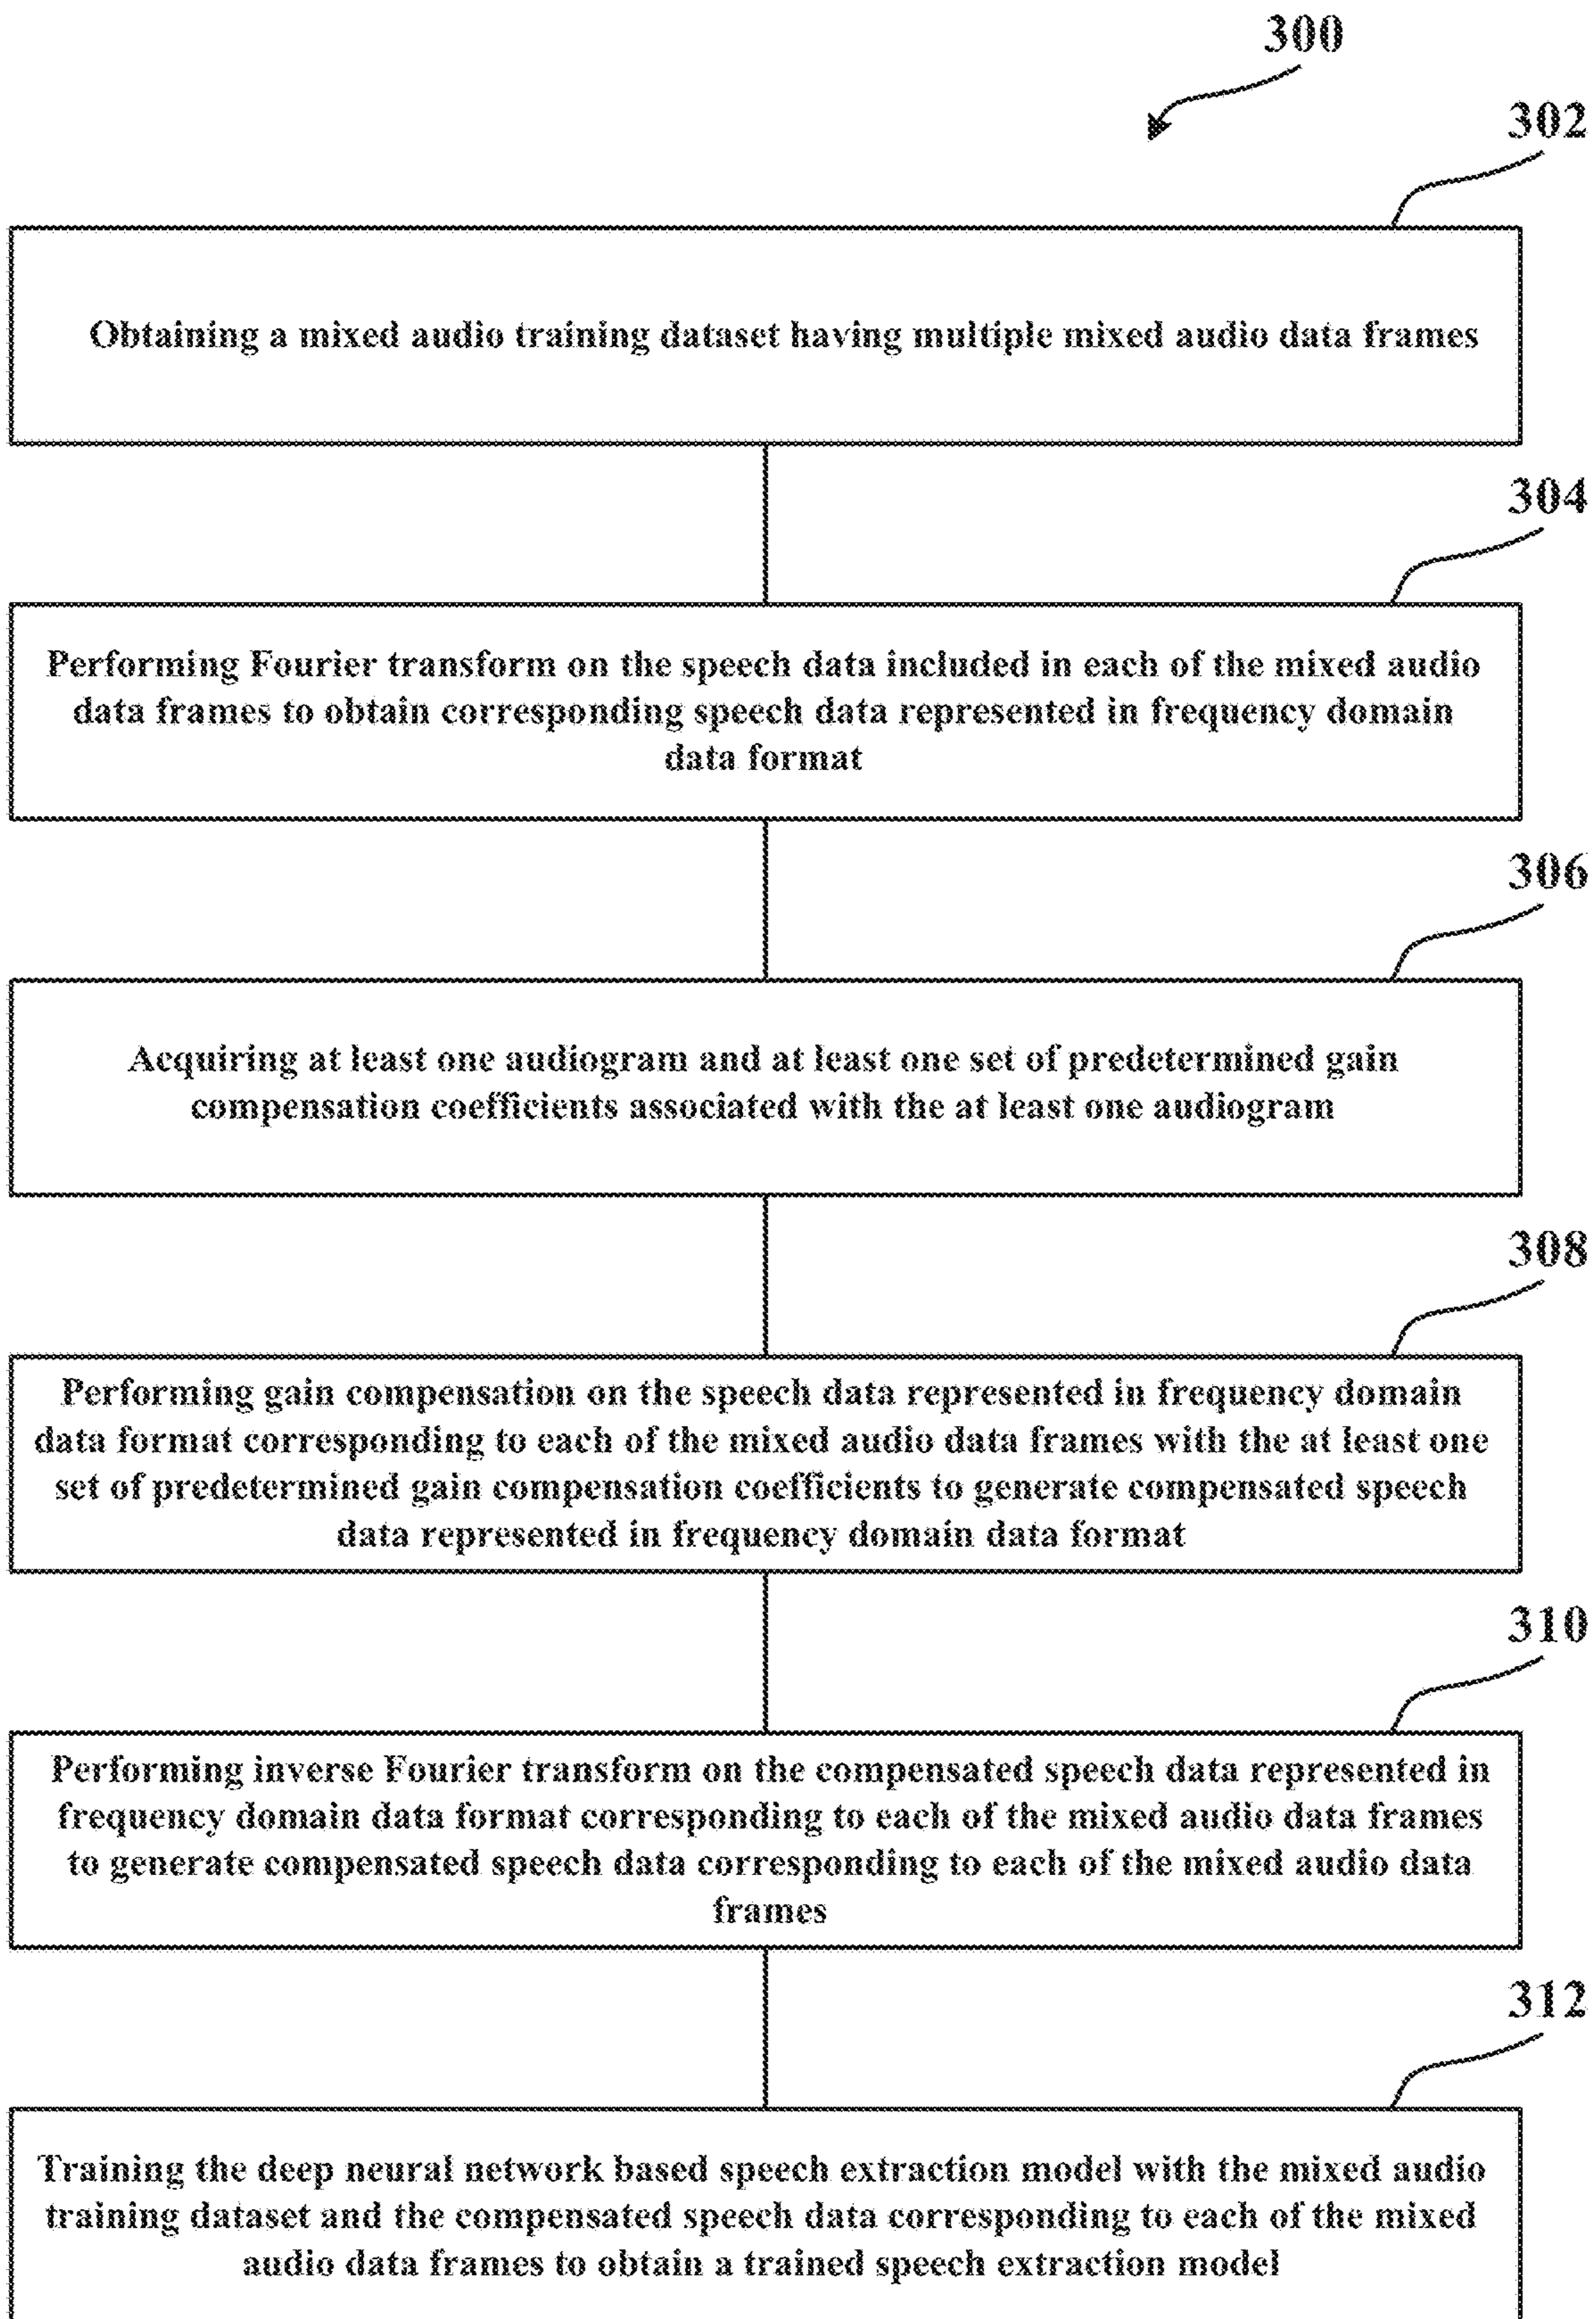 300
302
Obtaining a mixed audio training dataset having multiple mixed audio data frames
304
Performing Fourier transform on the speech data included in each of the mixed audio
data frames to obtain corresponding speech data represented in frequency domain
data format
306
Acquiring at least one audiogram and at least one set of predetermined gain
compensation coefficients associated with the at least one audiogram
308
Performing gain compensation on the speech data represented in frequency domain
data format corresponding to each of the mixed audio data frames with the at least one
set of predetermined gain compensation coefficients to generate compensated speech
data represented in frequency domain data format
310
Performing inverse Fourier transform on the compensated speech data represented in
frequency domain data format corresponding to each of the mixed audio data frames
to generate compensated speech data corresponding to each of the mixed audio data
frames
312
Training the deep neural network based speech extraction model with the mixed audio
training dataset and the compensated speech data corresponding to each of the mixed
audio data frames to obtain a trained speech extraction model